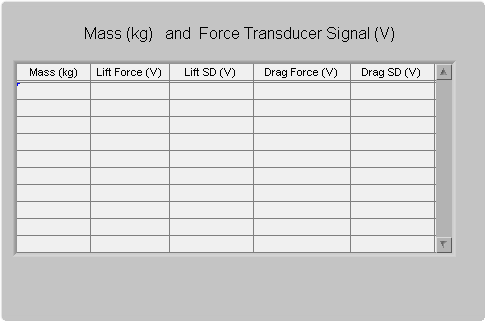 Mass (kg) and Force Transducer Signal (V)
Mass (kg) Lift Force (V) Lift SD (V) Drag Force (V) Drag SD (V)